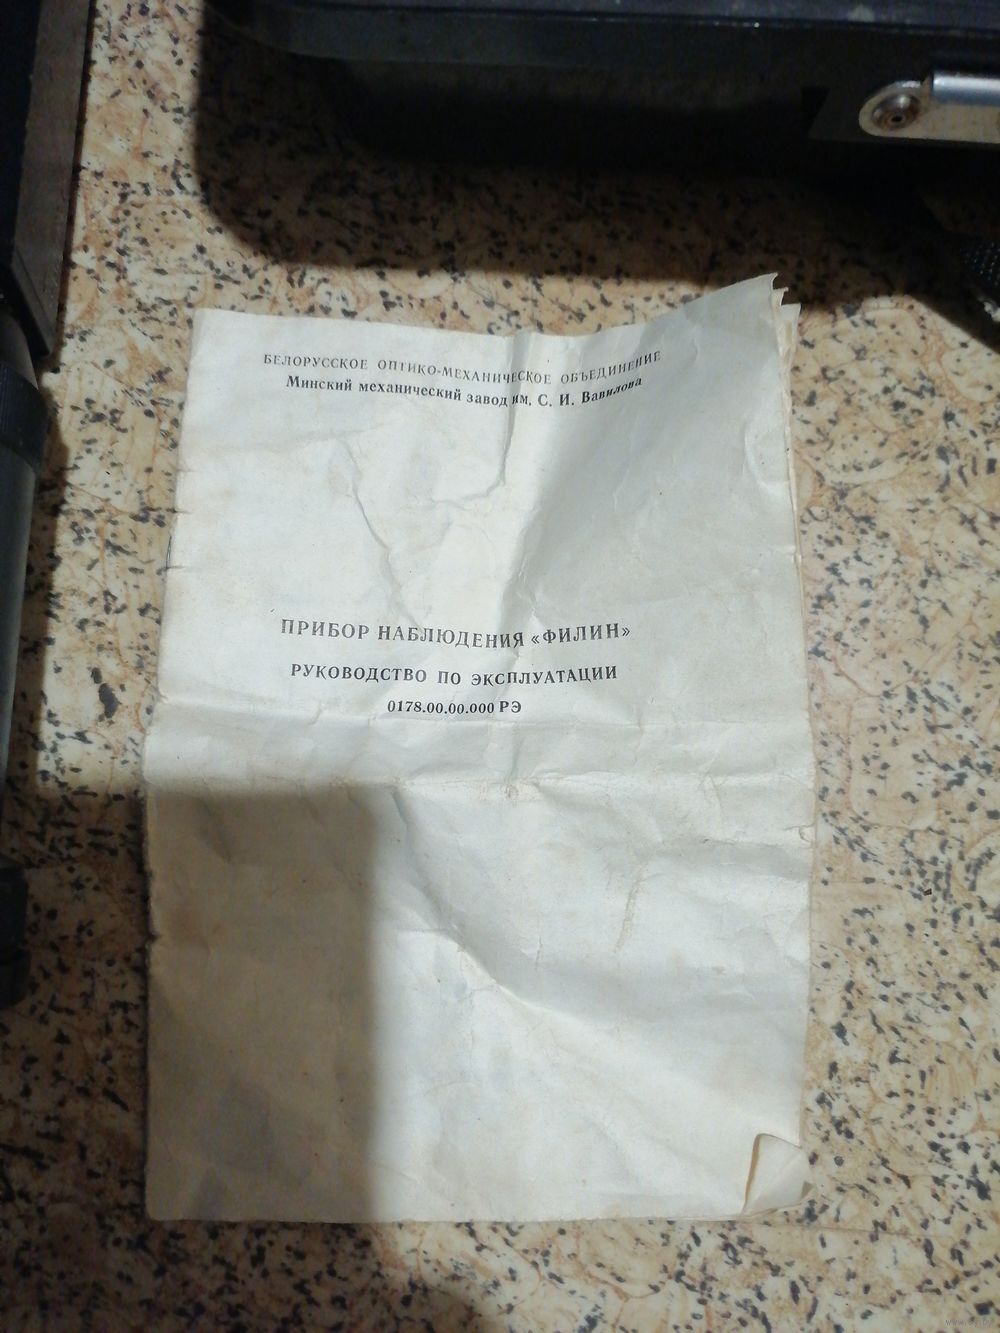 БЕЛОРУССКОЕ ОПТИКО-МЕХАНИЧЕСКОЕ ОБЪЕДИНЕНИЕ
Минский механический завод им. С. И. Вавилова
ПРИБОР НАБЛЮДЕНИЯ «ФИЛИН»
РУКОВОДСТВО ПО ЭКСПЛУАТАЦИИ
0178.00.00.000 РЭ